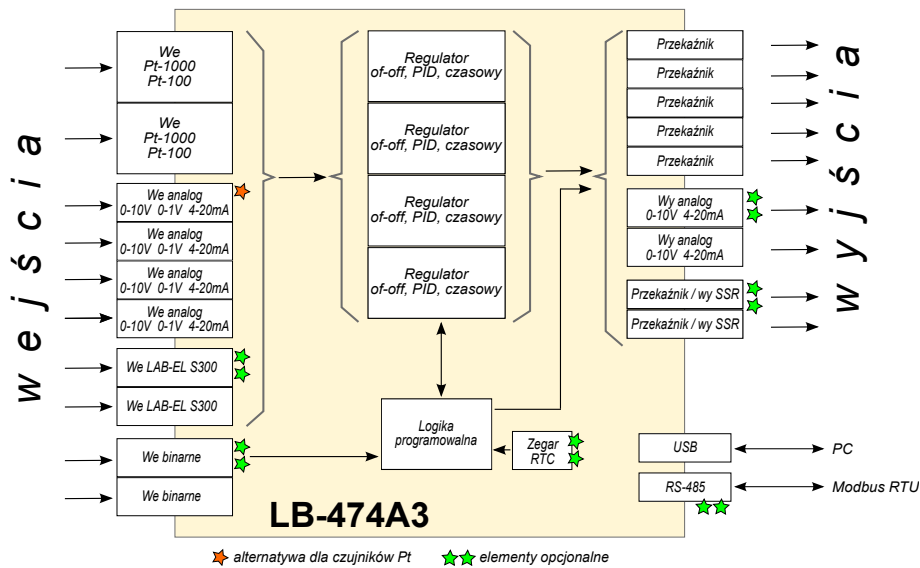 wejścia
We
Pt-1000
Pt-100
We
Pt-1000
Pt-100
We analog
0-10V 0-1V 4-20mA
We analog
0-10V 0-1V 4-20mA
We analog
0-10V 0-1V 4-20mA
We analog
0-10V 0-1V 4-20mA
We LAB-EL S300
We LAB-EL S300
We binarne
We binarne
Regulator
of-off, PID, czasowy
Regulator
of-off, PID, czasowy
Regulator
of-off, PID, czasowy
Regulator
of-off, PID, czasowy
Logika
programowalna
Zegar
RTC
Przekaźnik
Przekaźnik
Przekaźnik
Przekaźnik
Przekaźnik
Wy analog
0-10V 4-20mA
Wy analog
0-10V 4-20mA
Przekaźnik / wy SSR
Przekaźnik / wy SSR
USB
PC
RS-485
Modbus RTU
wyjścia
LB-474A3
alternatywa dla czujników Pt
elementy opcjonalne